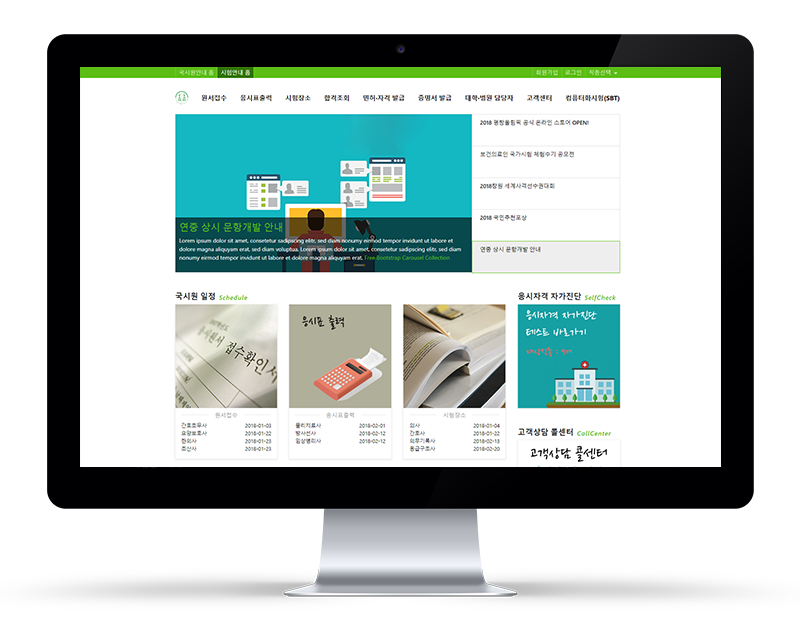 국시원안내 홈 시험안내 홈 회원가입 로그인 직종선택
원서접수 응시표출력 시험장소 합격조회 면허·자격 발급 증명서 발급 대학·병원 담당자 고객센터 컴퓨터화시험(SBT)
2018 평창올림픽 공식 온라인 스토어 OPEN!
보건의료인 국가시험 체험수기 공모전
2018창원 세계사격선수권대회
2018 국민추천포상
연중 상시 문항개발 안내
연중 상시 문항개발 안내
Lorem ipsum dolor sit amet, consetetur sadipscing elitr, sed diam nonumy eirmod tempor invidunt ut labore et
dolore magna aliquyam erat, sed diam voluptua. Lorem ipsum dolor sit amet, consetetur sadipscing elitr, sed diam
nonumy eirmod tempor invidunt ut labore et dolore magna aliquyam erat. Free Bootstrap Carousel Collection
국시원 일정 Schedule
응시원서 접수확인서
원서접수
간호조무사 2018-01-03
요양보호사 2018-01-22
한의사 2018-01-23
조산사 2018-01-23
응시표 출력
응시표출력
물리치료사 2018-02-01
방사선사 2018-02-12
임상병리사 2018-02-12
시험장소
의사 2018-01-04
간호사 2018-01-22
의무기록사 2018-02-13
응급구조사 2018-02-20
응시자격 자가진단 SelfCheck
응시자격 자가진단
테스트 바로가기
고객상담 콜센터 CallCenter
고객상담 콜센터